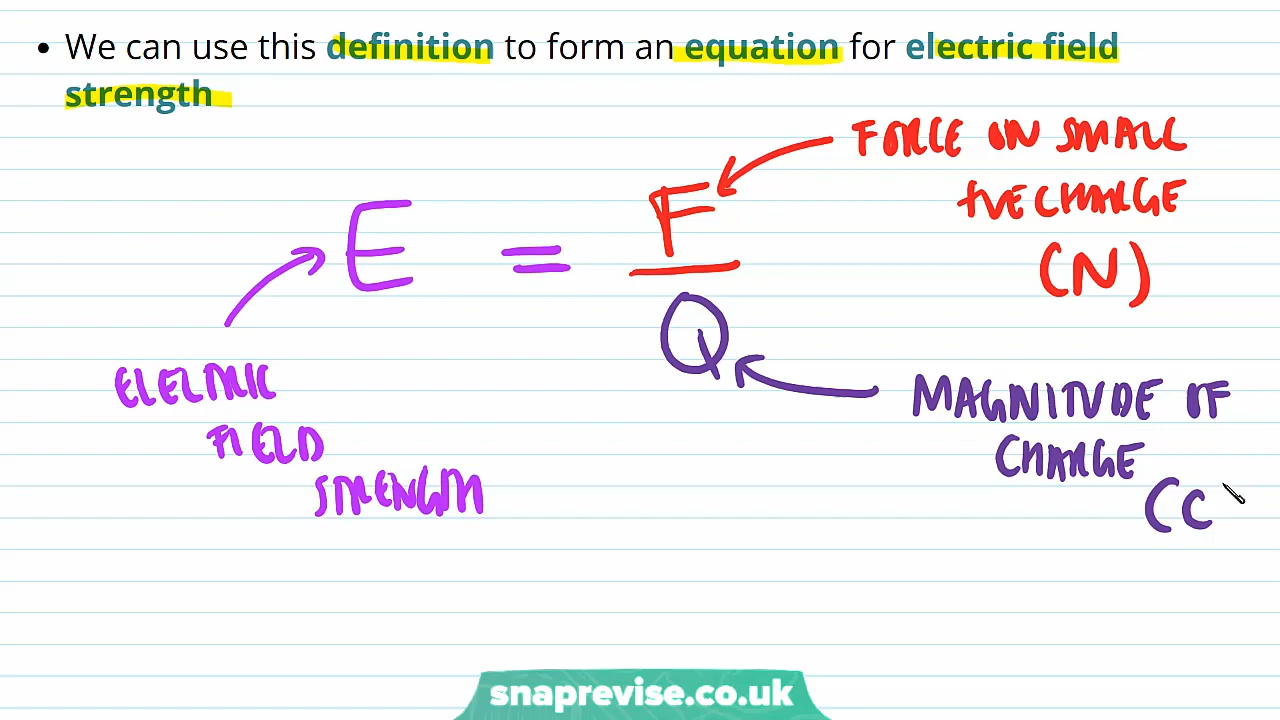 • We can use this definition to form an equation for electric field
strength
FORCE ON SMALL
+VE CHARGE
(N)
E = F
Q
ELECTRIC
FIELD
STRENGTH
MAGNITUDE OF
CHARGE
(C
snaprevise.co.uk